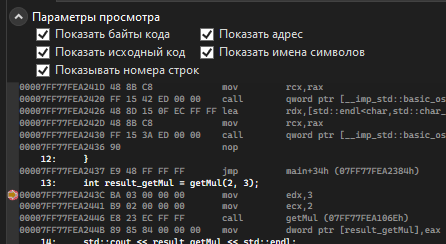 Параметры просмотра
Показать байты кода Показать адрес
Показать исходный код Показать имена символов
Показывать номера строк
00007FF77FEA241D 48 8B C8 mov rcx,rax
00007FF77FEA2420 FF 15 42 ED 00 00 call qword ptr [__imp_std::basic_os
00007FF77FEA2426 48 8D 15 0F EC FF FF lea rdx,[std::endl<char,std::char_
00007FF77FEA242D 48 8B C8 mov rcx,rax
00007FF77FEA2430 FF 15 3A ED 00 00 call qword ptr [__imp_std::basic_os
00007FF77FEA2436 90 nop
12: }
00007FF77FEA2437 E9 48 FF FF FF jmp main+34h (07FF77FEA2384h)
13: int result_getMul = getMul(2, 3);
00007FF77FEA243C BA 03 00 00 00 mov edx,3
00007FF77FEA2441 B9 02 00 00 00 mov ecx,2
00007FF77FEA2446 E8 23 EC FF FF call getMul (07FF77FEA106Eh)
00007FF77FEA244B 89 85 84 00 00 00 mov dword ptr [result_getMul],eax
14: std::cout << result_getMul << std::endl;